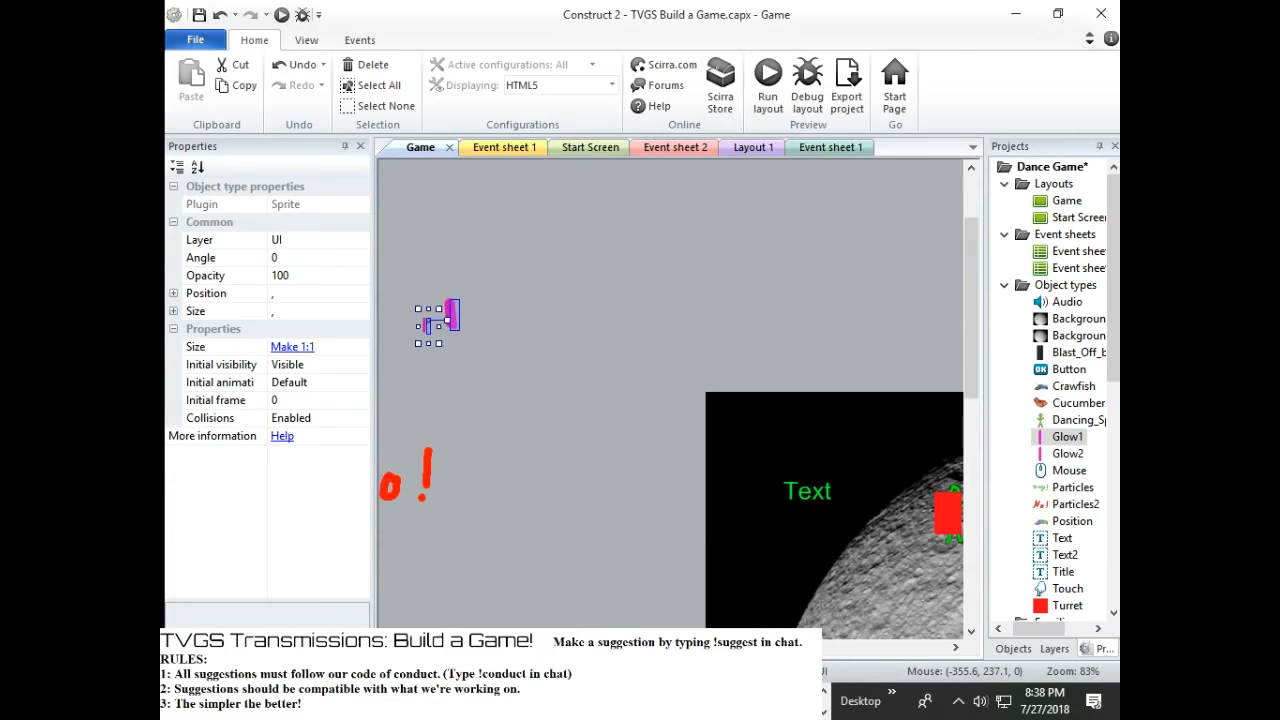 Construct 2 - TVGS Build a Game.capx - Game
File Home View Events
Paste Cut Copy Clipboard
Undo Redo Undo
Delete Select All Select None Selection
Active configurations: All
Displaying: HTML5
Configurations
Scirra.com Forums Help Scirra Store Online
Run layout Debug layout Export project Preview
Start Page Go
Properties
Game Event sheet 1 Start Screen Event sheet 2 Layout 1 Event sheet 1
Projects
Object type properties
Plugin Sprite
Common
Layer UI
Angle 0
Opacity 100
Position ,
Size ,
Properties
Size Make 1:1
Initial visibility Visible
Initial animati Default
Initial frame 0
Collisions Enabled
More information Help
o!
Text
Dance Game*
Layouts
Game
Start Screen
Event sheets
Event shee
Event shee
Object types
Audio
Backgroun
Backgroun
Blast_Off_b
OK Button
Crawfish
Cucumber
Dancing_Sp
Glow1
Glow2
Mouse
Particles
Particles2
Position
T Text
T Text2
T Title
Touch
Turret
Objects Layers Pr...
UI Mouse: (-355.6, 237.1, 0) Zoom: 83%
TVGS Transmissions: Build a Game! Make a suggestion by typing !suggest in chat.
RULES:
1: All suggestions must follow our code of conduct. (Type !conduct in chat)
2: Suggestions should be compatible with what we're working on.
3: The simpler the better!
Desktop
8:38 PM
7/27/2018